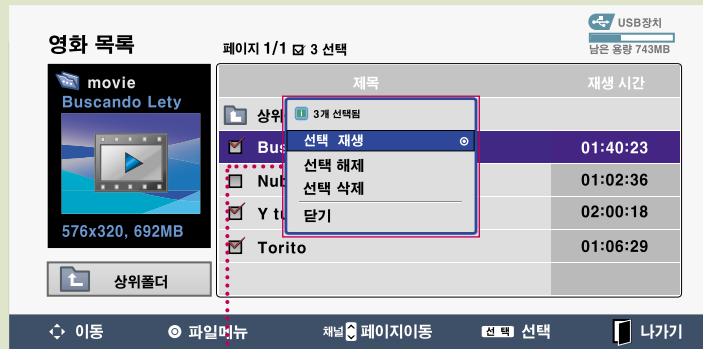 USB장치
영화 목록
페이지 1/1 3 선택
남은 용량 743MB
movie
Buscando Lety
576x320, 692MB
상위폴더
제목 재생 시간
상위
Bus 01:40:23
Nub 01:02:36
Y tu 02:00:18
Torito 01:06:29
3개 선택됨
선택 재생
선택 해제
선택 삭제
닫기
이동 파일메뉴 채널 페이지이동 선택 선택 나가기